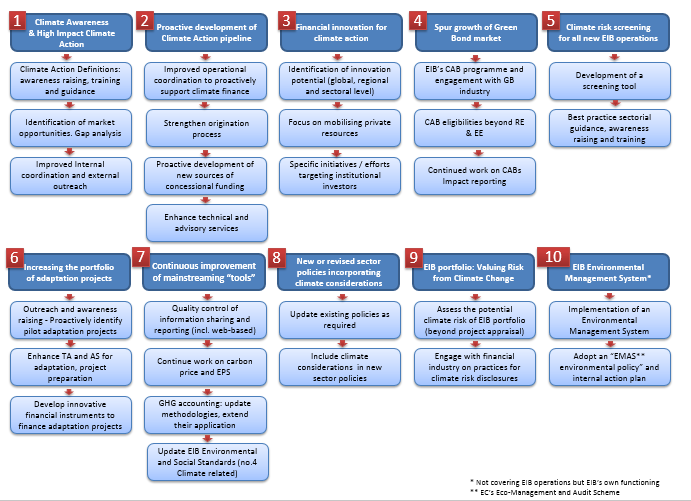 1
Climate Awareness
& High Impact Climate
Action
Climate Action Definitions:
awareness raising, training
and guidance
Identification of market
opportunities. Gap analysis
Improved Internal
coordination and external
outreach
2
Proactive development of
Climate Action pipeline
Improved operational
coordination to proactively
support climate finance
Strengthen origination
process
Proactive development of
new sources of
concessional funding
Enhance technical and
advisory services
3
Financial innovation for
climate action
Identification of innovation
potential (global, regional
and sectoral level)
Focus on mobilising private
resources
Specific initiatives / efforts
targeting institutional
investors
4
Spur growth of Green
Bond market
EIB's CAB programme and
engagement with GB
industry
CAB eligibilities beyond RE
& EE
Continued work on CABs
Impact reporting
5
Climate risk screening
for all new EIB operations
Development of a
screening tool
Best practice sectorial
guidance, awareness
raising and training
6
Increasing the portfolio
of adaptation projects
Outreach and awareness
raising - Proactively identify
pilot adaptation projects
Enhance TA and AS for
adaptation, project
preparation
Develop innovative
financial instruments to
finance adaptation projects
7
Continuous improvement
of mainstreaming "tools"
Quality control of
information sharing and
reporting (incl. web-based)
Continue work on carbon
price and EPS
GHG accounting: update
methodologies, extend
their application
Update EIB Environmental
and Social Standards (no.4
Climate related)
8
New or revised sector
policies incorporating
climate considerations
Update existing policies as
required
Include climate
considerations in new
sector policies
9
EIB portfolio: Valuing Risk
from Climate Change
Assess the potential
climate risk of EIB portfolio
(beyond project appraisal)
Engage with financial
industry on practices for
climate risk disclosures
10
EIB Environmental
Management System*
Implementation of an
Environmental
Management System
Adopt an "EMAS**
environmental policy" and
internal action plan
* Not covering EIB operations but EIB's own functioning
** EC's Eco-Management and Audit Scheme